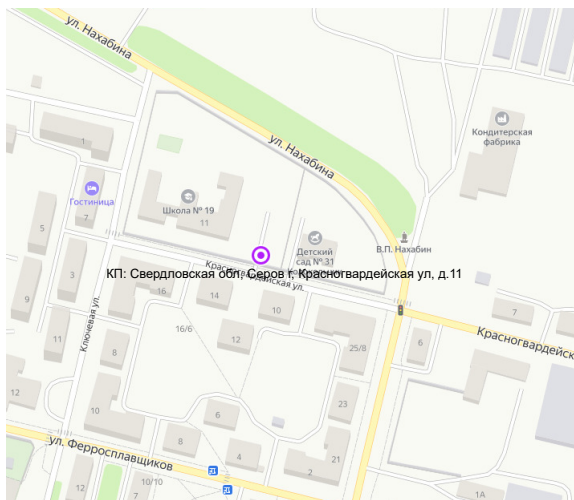 ул. Нахабина
ул. Нахабина
Кондитерская
фабрика
1
Гостиница
7
Школа № 19
11
Детский
сад № 31
В.П. Нахабин
5
3
9
11
КП: Свердловская обл, Серов г, Красногвардейская ул, д.11
Красногвардейская ул.
16
14
10
7
Красногвардейск
Ключевая ул.
16/6
12
25/8
6
8
12
10
6
23
8
4
21
2
ул. Ферросплавщиков
12
10/10
7
1А